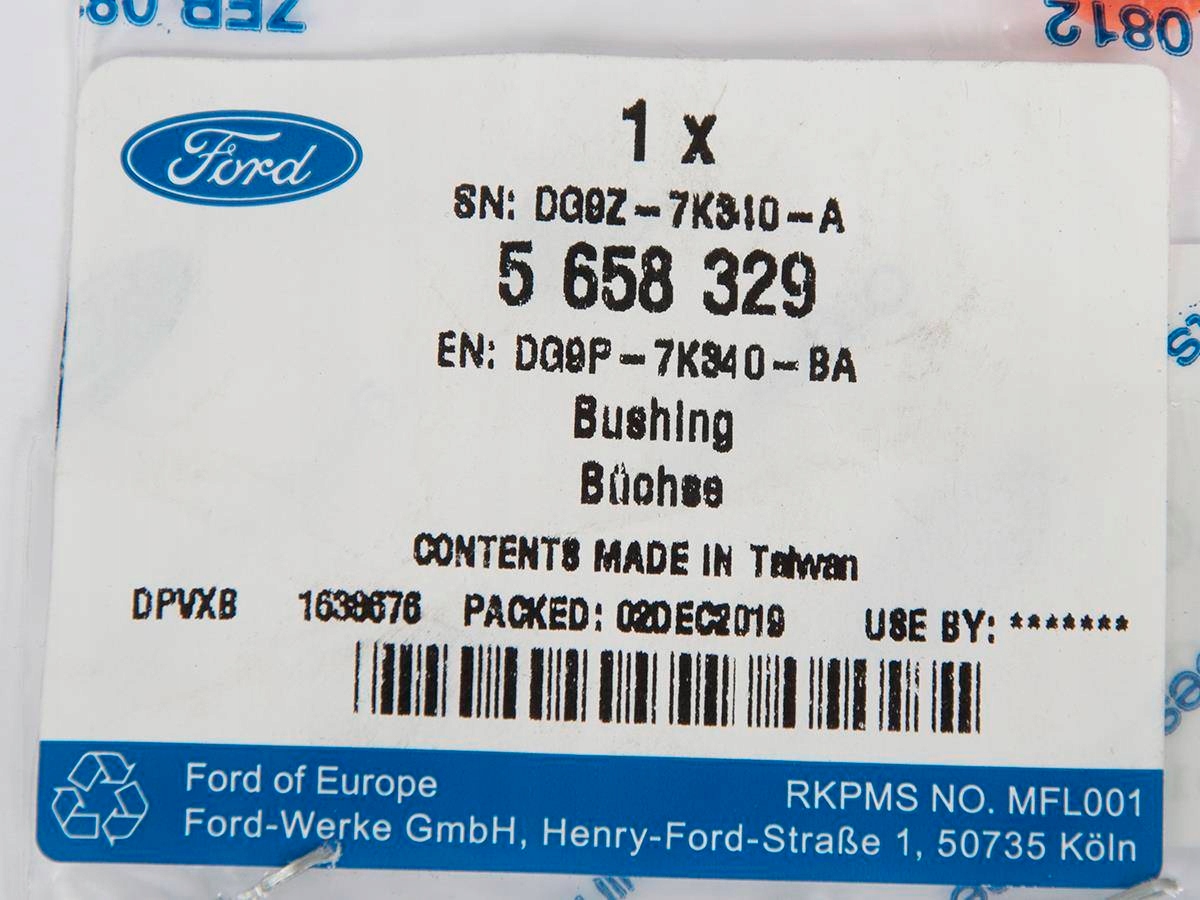 Ford
1 x
SN: DG9Z-7K340-A
5 658 329
EN: DG9P-7K340-BA
Bushing
Büchse
CONTENTS MADE IN Taiwan
DPVXB 1638676 PACKED: 02DEC2019 USE BY: *******
Ford of Europe
RKPMS NO. MFL001
Ford-Werke GmbH, Henry-Ford-Straße 1, 50735 Köln